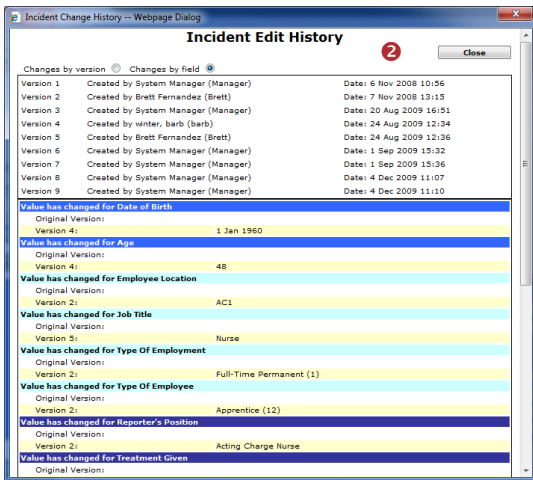 Incident Change History -- Webpage Dialog
Incident Edit History
2
Close
Changes by version Changes by field
Version 1 Created by System Manager (Manager) Date: 6 Nov 2008 10:56
Version 2 Created by Brett Fernandez (Brett) Date: 7 Nov 2008 13:15
Version 3 Created by System Manager (Manager) Date: 20 Aug 2009 16:51
Version 4 Created by winter, barb (barb) Date: 24 Aug 2009 12:34
Version 5 Created by Brett Fernandez (Brett) Date: 24 Aug 2009 12:36
Version 6 Created by System Manager (Manager) Date: 1 Sep 2009 15:32
Version 7 Created by System Manager (Manager) Date: 1 Sep 2009 15:36
Version 8 Created by System Manager (Manager) Date: 4 Dec 2009 11:07
Version 9 Created by System Manager (Manager) Date: 4 Dec 2009 11:10
Value has changed for Date of Birth
Original Version:
Version 4: 1 Jan 1960
Value has changed for Age
Original Version:
Version 4: 48
Value has changed for Employee Location
Original Version:
Version 2: AC1
Value has changed for Job Title
Original Version:
Version 5: Nurse
Value has changed for Type Of Employment
Original Version:
Version 2: Full-Time Permanent (1)
Value has changed for Type Of Employee
Original Version:
Version 2: Apprentice (12)
Value has changed for Reporter's Position
Original Version:
Version 2: Acting Charge Nurse
Value has changed for Treatment Given
Original Version: